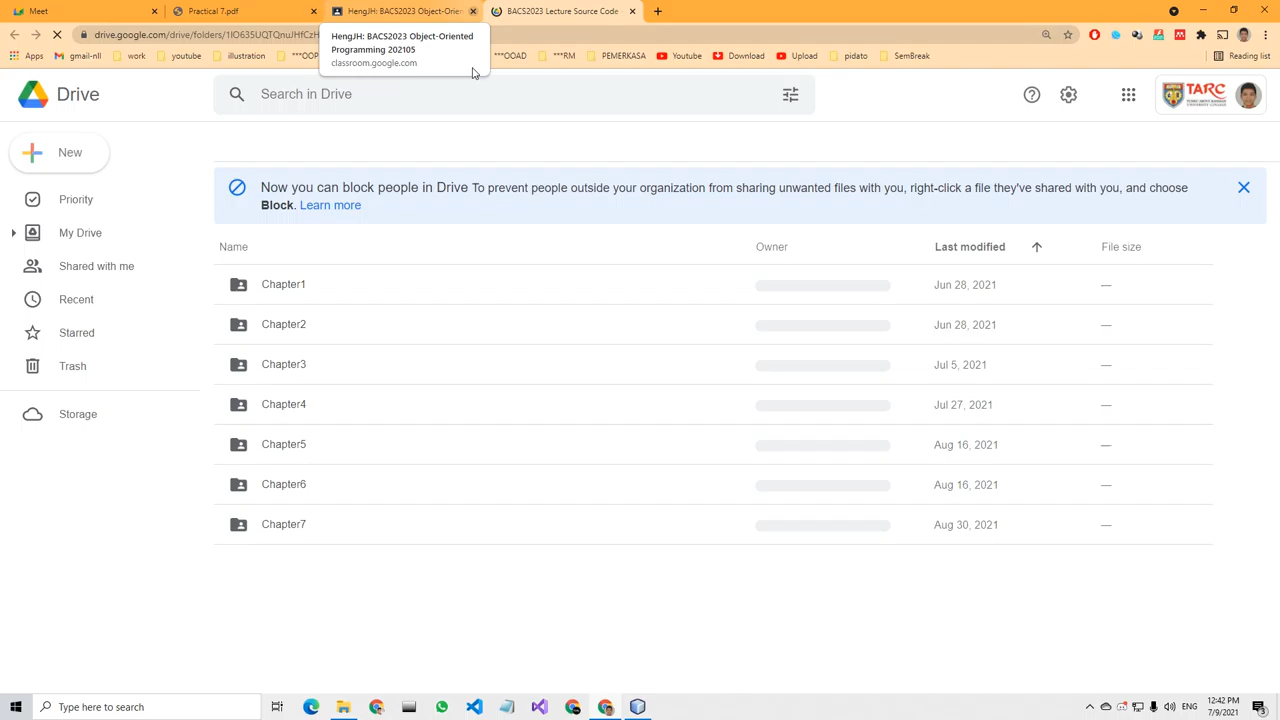 Meet
Practical 7.pdf
HengJH: BACS2023 Object-Orien
BACS2023 Lecture Source Code
drive.google.com/drive/folders/1IO635UQTQnuJHfCzH
HengJH: BACS2023 Object-Oriented
Programming 202105
classroom.google.com
Apps
gmail-nll
work
youtube
illustration
***OOP
***OOAD
***RM
PEMERKASA
Youtube
Download
Upload
pidato
SemBreak
Reading list
Drive
Search in Drive
TARC
New
Priority
My Drive
Shared with me
Recent
Starred
Trash
Storage
Now you can block people in Drive To prevent people outside your organization from sharing unwanted files with you, right-click a file they've shared with you, and choose
Block. Learn more
Name Owner Last modified File size
Chapter1 Jun 28, 2021 —
Chapter2 Jun 28, 2021 —
Chapter3 Jul 5, 2021 —
Chapter4 Jul 27, 2021 —
Chapter5 Aug 16, 2021 —
Chapter6 Aug 16, 2021 —
Chapter7 Aug 30, 2021 —
Type here to search
ENG
12:42 PM
7/9/2021
3